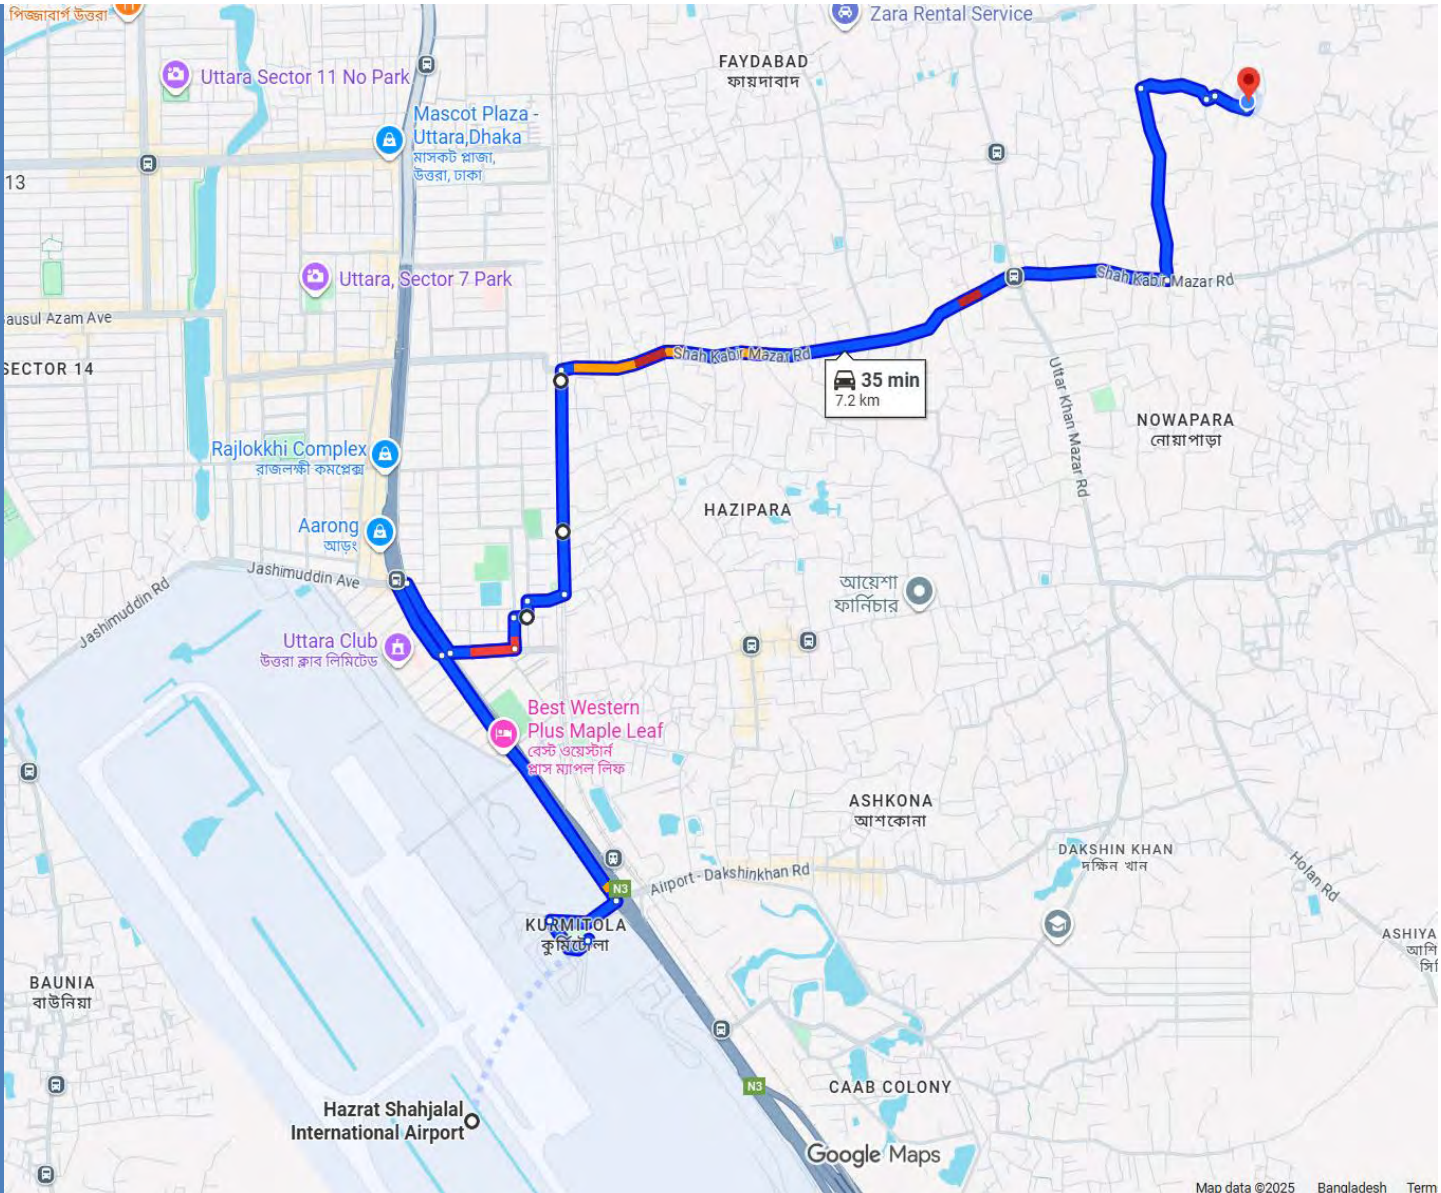 পিজ্জাবার্গ উত্তরা
Zara Rental Service
FAYDABAD
ফায়দাবাদ
Uttara Sector 11 No Park
Mascot Plaza -
Uttara,Dhaka
মাসকট প্লাজা,
উত্তরা, ঢাকা
13
Uttara, Sector 7 Park
Shah Kabir Mazar Rd
ausul Azam Ave
SECTOR 14
Shah Kabir Mazar Rd
35 min
7.2 km
Uttar Khan Mazar Rd
NOWAPARA
নোয়াপাড়া
Rajlokkhi Complex
রাজলক্ষী কমপ্লেক্স
HAZIPARA
Aarong
আড়ং
Jashimuddin Ave
Jashimuddin Rd
আয়েশা
ফার্নিচার
Uttara Club
উত্তরা ক্লাব লিমিটেড
Best Western
Plus Maple Leaf
বেস্ট ওয়েস্টার্ন
প্লাস ম্যাপল লিফ
ASHKONA
আশকোনা
DAKSHIN KHAN
দক্ষিন খান
Holan Rd
Airport - Dakshinkhan Rd
N3
KURMITOLA
কুর্মিটোলা
ASHIYA
আশি
সি
BAUNIA
বাউনিয়া
N3
CAAB COLONY
Hazrat Shahjalal
International Airport
Google Maps
Map data ©2025 Bangladesh Term